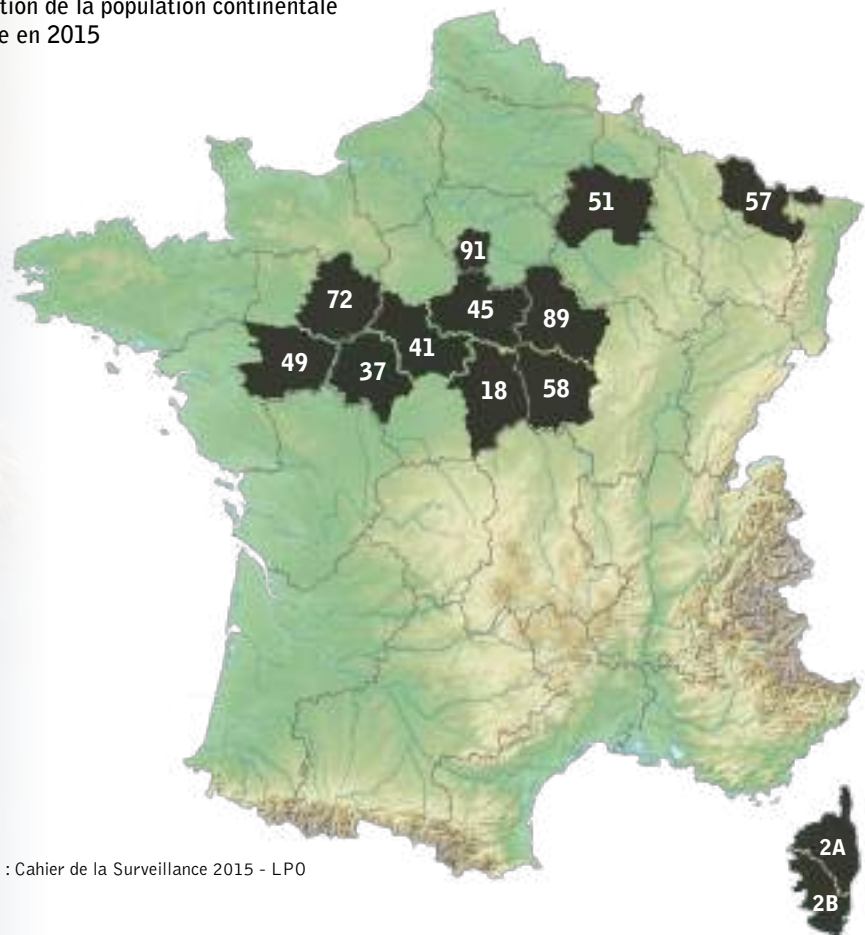 tion de la population continentale
e en 2015
51
57
91
72
45
89
41
49
37
18
58
2A
2B
: Cahier de la Surveillance 2015 - LPO